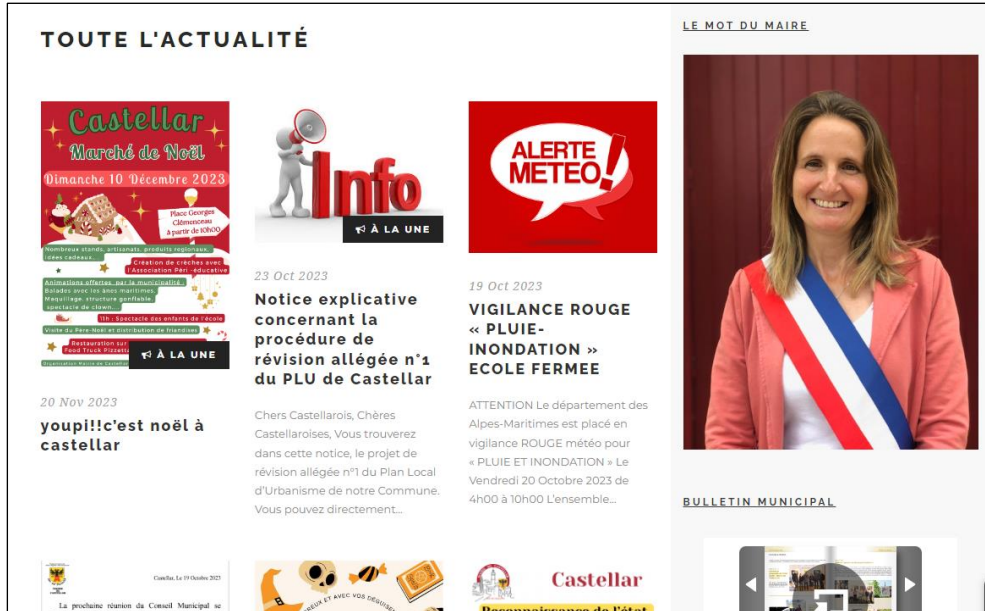 TOUTE L'ACTUALITÉ
Castellar
Marché de Noël
Dimanche 10 Décembre 2023
Place Georges
Clémenceau
à partir de 10h00
Nombreux stands, artisanats, produits regionaux,
idées cadeaux...
Création de crèches avec
l'Association Péri-éducative
Animations offertes par la municipalité :
Balades avec les ânes maritimes,
Maquillage, structure gonflable,
spectacle de clown...
11h : Spectacle des enfants de l'école
Visite du Père-Noël et distribution de friandises
Restauration sur
Food Truck Pizzetta
À LA UNE
20 Nov 2023
youpi!!c'est noël à
castellar
Info
À LA UNE
23 Oct 2023
Notice explicative
concernant la
procédure de
révision allégée n°1
du PLU de Castellar
Chers Castellarois, Chères
Castellaroises, Vous trouverez
dans cette notice, le projet de
révision allégée n°1 du Plan Local
d'Urbanisme de notre Commune.
Vous pouvez directement...
ALERTE
METEO!
19 Oct 2023
VIGILANCE ROUGE
« PLUIE-
INONDATION »
ECOLE FERMEE
ATTENTION Le département des
Alpes-Maritimes est placé en
vigilance ROUGE météo pour
« PLUIE ET INONDATION » Le
Vendredi 20 Octobre 2023 de
4h00 à 10h00 L'ensemble...
Castellar, Le 19 Octobre 2023
La prochaine réunion du Conseil Municipal se
ET AVEC VOS DÉGUISE
Castellar
Reconnaissance de l'état
LE MOT DU MAIRE
BULLETIN MUNICIPAL